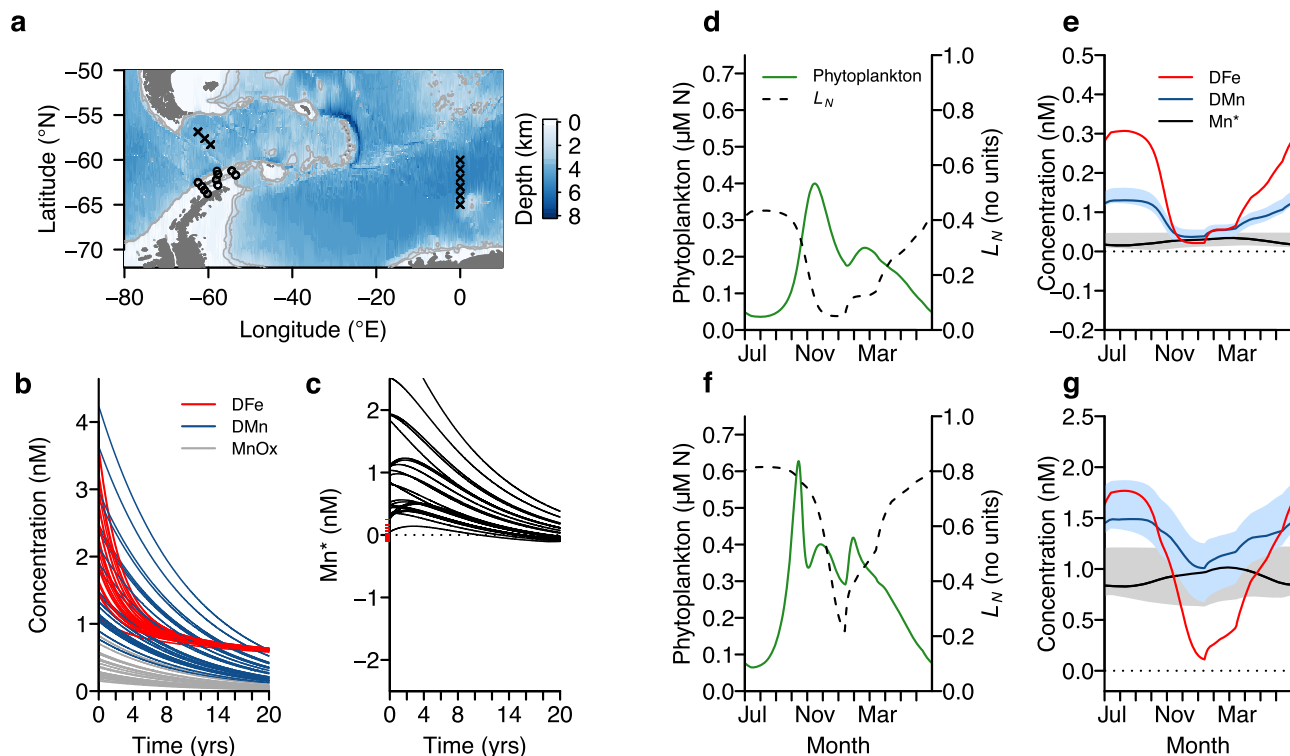 a
−50
−55
−60
−65
−70
Latitude (°N)
−80
−60
−40
−20
0
Longitude (°E)
0
2
4
6
8
Depth (km)
b
4
3
2
1
0
Concentration (nM)
DFe
DMn
MnOx
0
4
8
14
20
Time (yrs)
c
2
1
0
−1
−2
Mn* (nM)
0
4
8
14
20
Time (yrs)
d
0.7
0.6
0.5
0.4
0.3
0.2
0.1
0.0
Phytoplankton (µM N)
Phytoplankton
L_N
1.0
0.8
0.6
0.4
0.2
0.0
L_N (no units)
Jul
Nov
Mar
e
0.5
0.4
0.3
0.2
0.1
0.0
−0.1
−0.2
Concentration (nM)
DFe
DMn
Mn*
Jul
Nov
Mar
f
0.7
0.6
0.5
0.4
0.3
0.2
0.1
0.0
Phytoplankton (µM N)
1.0
0.8
0.6
0.4
0.2
0.0
L_N (no units)
Jul
Nov
Mar
Month
g
2.5
2.0
1.5
1.0
0.5
0.0
Concentration (nM)
Jul
Nov
Mar
Month